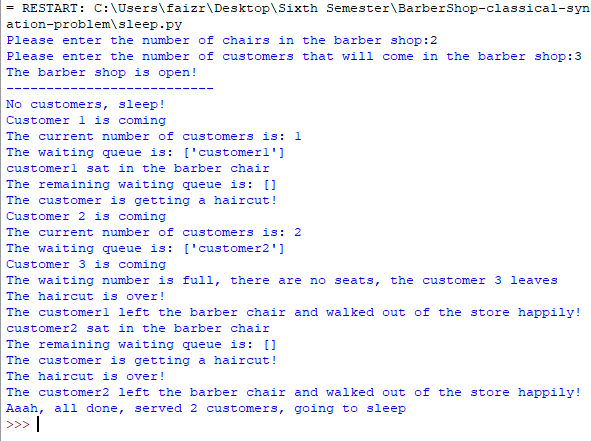 = RESTART: C:\Users\faizr\Desktop\Sixth Semester\BarberShop-classical-syn
ation-problem\sleep.py
Please enter the number of chairs in the barber shop:2
Please enter the number of customers that will come in the barber shop:3
The barber shop is open!
--------------------------
No customers, sleep!
Customer 1 is coming
The current number of customers is: 1
The waiting queue is: ['customer1']
customer1 sat in the barber chair
The remaining waiting queue is: []
The customer is getting a haircut!
Customer 2 is coming
The current number of customers is: 2
The waiting queue is: ['customer2']
Customer 3 is coming
The waiting number is full, there are no seats, the customer 3 leaves
The haircut is over!
The customer1 left the barber chair and walked out of the store happily!
customer2 sat in the barber chair
The remaining waiting queue is: []
The customer is getting a haircut!
The haircut is over!
The customer2 left the barber chair and walked out of the store happily!
Aaah, all done, served 2 customers, going to sleep
>>>